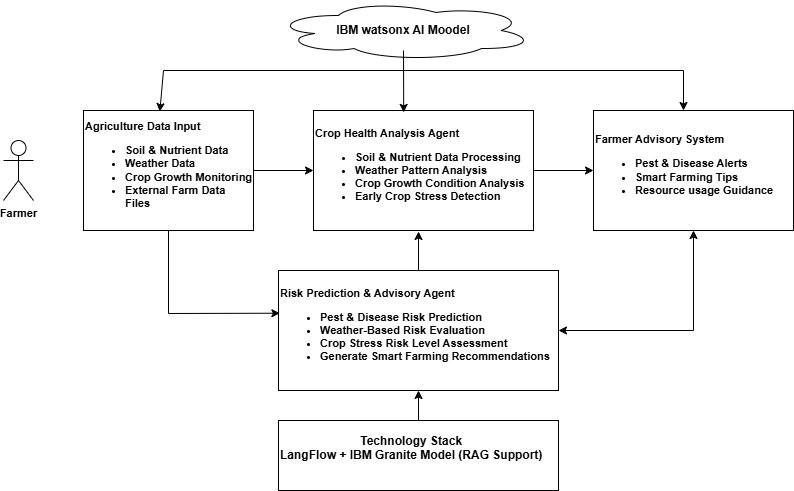 IBM watsonx AI Moodel
Agriculture Data Input
Soil & Nutrient Data
Weather Data
Crop Growth Monitoring
External Farm Data
Files
Crop Health Analysis Agent
Soil & Nutrient Data Processing
Weather Pattern Analysis
Crop Growth Condition Analysis
Early Crop Stress Detection
Farmer Advisory System
Pest & Disease Alerts
Smart Farming Tips
Resource usage Guidance
Farmer
Risk Prediction & Advisory Agent
Pest & Disease Risk Prediction
Weather-Based Risk Evaluation
Crop Stress Risk Level Assessment
Generate Smart Farming Recommendations
Technology Stack
LangFlow + IBM Granite Model (RAG Support)